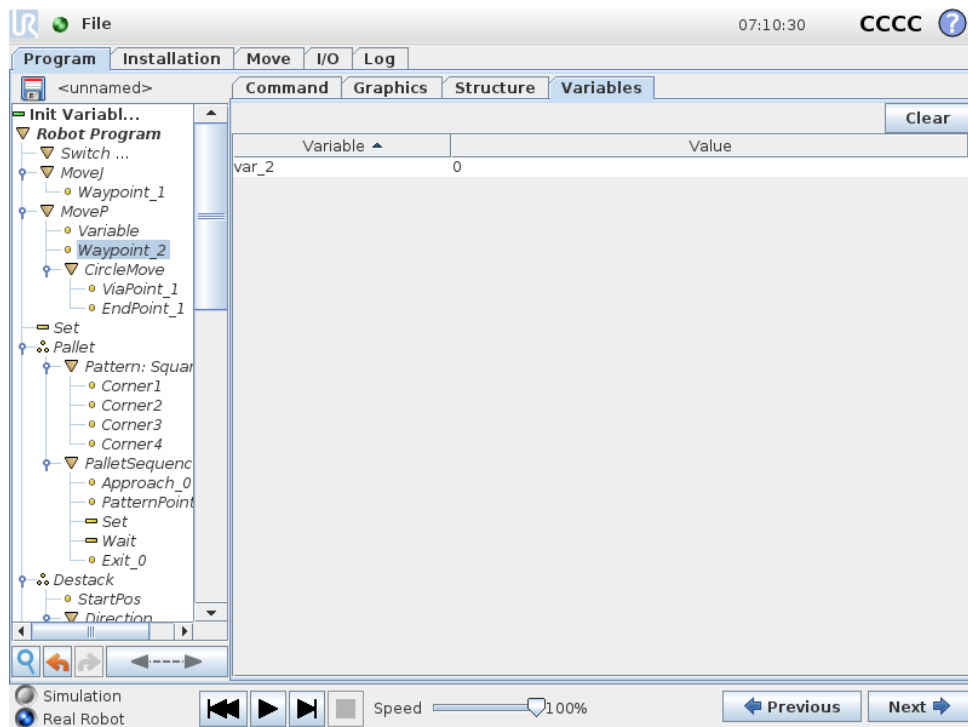 UR File 07:10:30 CCCC ?
Program Installation Move I/O Log
<unnamed> Command Graphics Structure Variables
Init Variabl...
Clear
Robot Program
Variable Value
Switch ...
var_2 0
MoveJ
Waypoint_1
MoveP
Variable
Waypoint_2
CircleMove
ViaPoint_1
EndPoint_1
Set
Pallet
Pattern: Squar
Corner1
Corner2
Corner3
Corner4
PalletSequenc
Approach_0
PatternPoint
Set
Wait
Exit_0
Destack
StartPos
Direction
Simulation
Real Robot
Speed 100% Previous Next